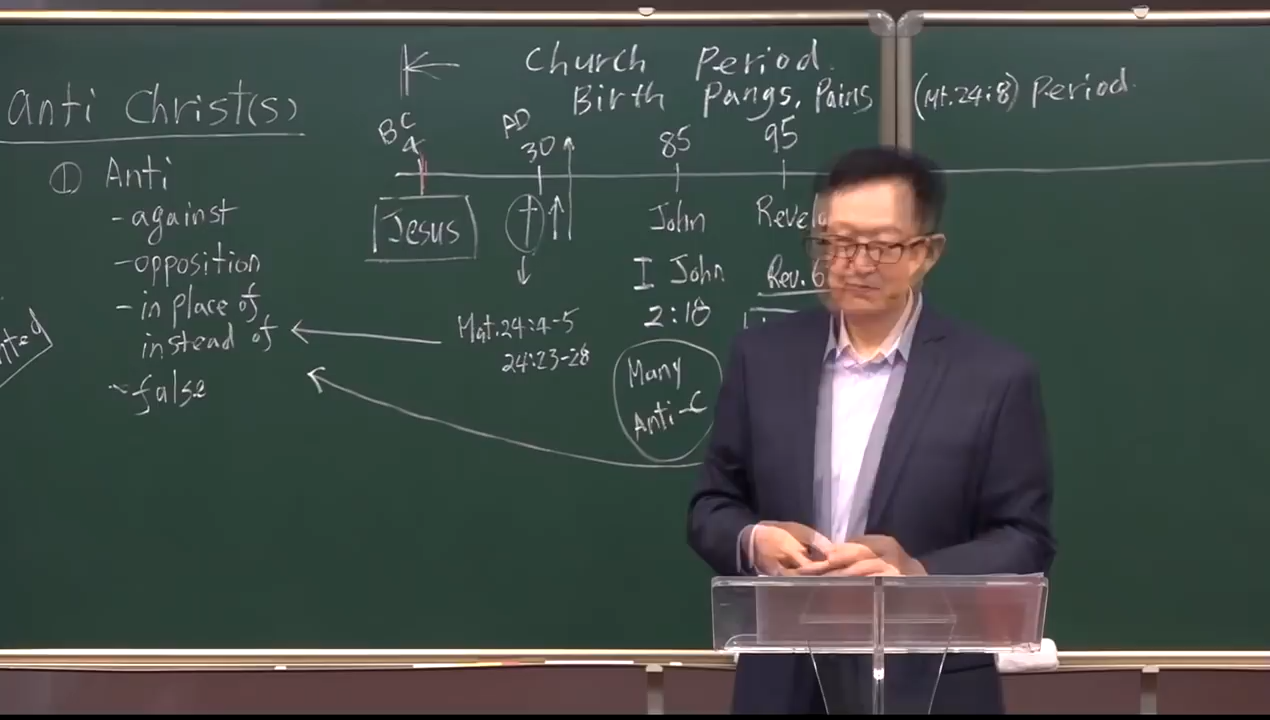 anti Christ(s)
① Anti
- against
- opposition
- in place of
instead of
- false
Church Period.
Birth Pangs, Pains (Mt.24:8) Period.
BC
4
AD
30
85
95
Jesus
John
I John
2:18
Rev. 6
Mat.24:4-5
24:23-28
Many
Anti-C